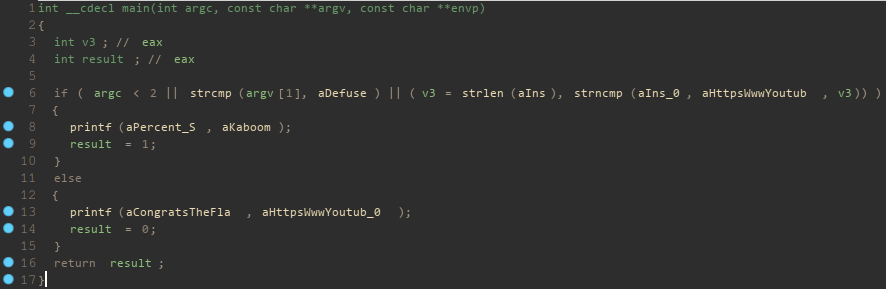 1 int __cdecl main(int argc, const char **argv, const char **envp)
2 {
3 int v3 ; // eax
4 int result ; // eax
5
6 if ( argc < 2 || strcmp (argv [1], aDefuse ) || ( v3 = strlen (aIns ), strncmp (aIns_0 , aHttpsWwwYoutub , v3)) )
7 {
8 printf (aPercent_S , aKaboom );
9 result = 1;
10 }
11 else
12 {
13 printf (aCongratsTheFla , aHttpsWwwYoutub_0 );
14 result = 0;
15 }
16 return result ;
17 }